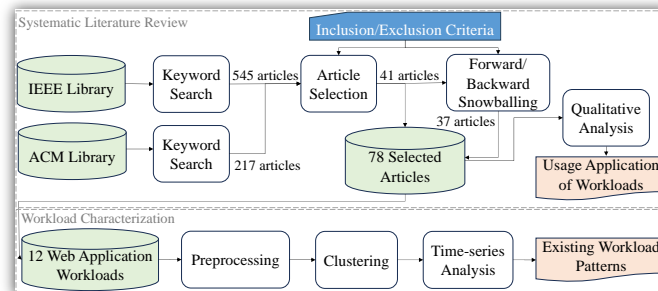 Systematic Literature Review
Inclusion/Exclusion Criteria
IEEE Library
Keyword
Search
545 articles
Article
Selection
41 articles
Forward/
Backward
Snowballing
ACM Library
Keyword
Search
217 articles
37 articles
78 Selected
Articles
Qualitative
Analysis
Usage Application
of Workloads
Workload Characterization
12 Web Application
Workloads
Preprocessing
Clustering
Time-series
Analysis
Existing Workload
Patterns